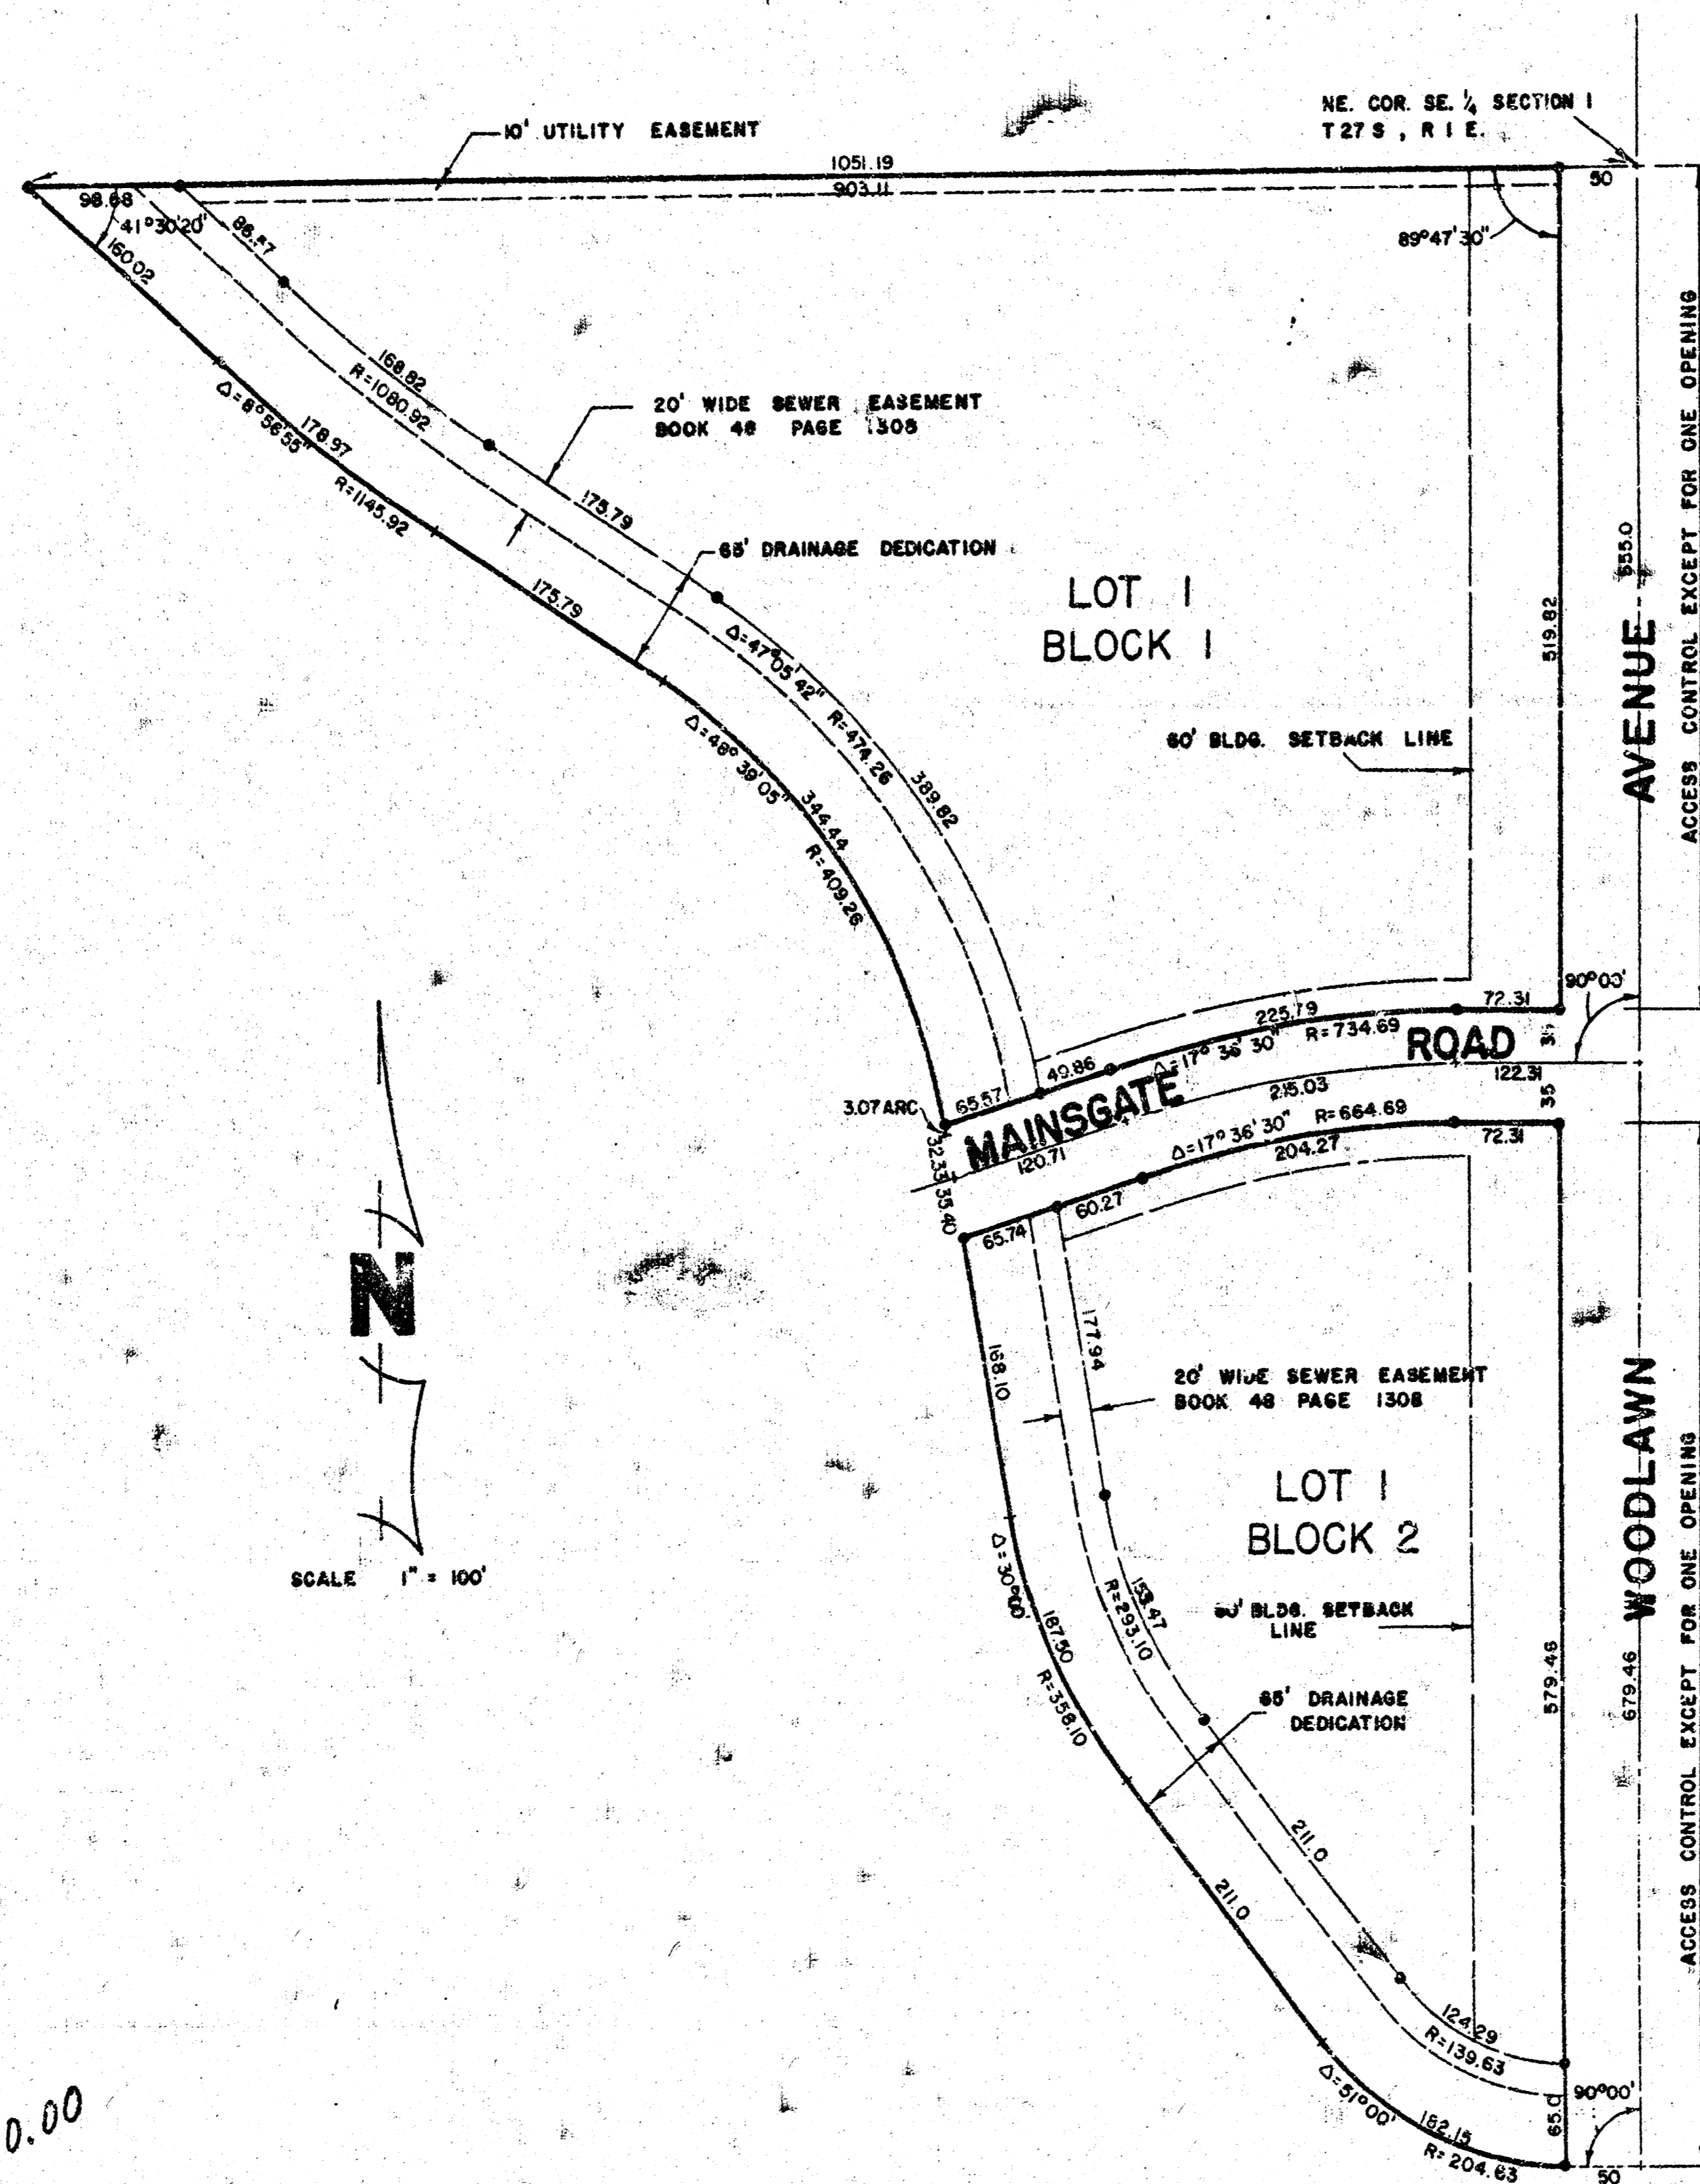 NE. COR. SE. ¼ SECTION 1
T 27 S , R 1 E.
10' UTILITY EASEMENT
1051.19
903.11
50
98.68
41°30'20"
86.57
160.02
89°47'30"
168.82
R=1080.92
20' WIDE SEWER EASEMENT
BOOK 48 PAGE 1308
178.97
Δ=8°56'55"
R=1145.92
175.79
65' DRAINAGE DEDICATION
175.79
LOT 1
BLOCK 1
555.0
519.82
AVENUE
ACCESS CONTROL EXCEPT FOR ONE OPENING
Δ=47°05'42" R=474.26
Δ=48°39'05"
60' BLDG. SETBACK LINE
389.82
344.44
R=409.26
90°00'
72.31
225.79
Δ=17°36'30" R=734.69
ROAD
35
49.86
65.57
MAINSGATE
215.03
122.31
3.07 ARC
35
120.71
32.33
35.40
Δ=17°36'30" R=664.69
204.27
72.31
60.27
65.74
N
177.94
168.10
20' WIDE SEWER EASEMENT
BOOK 48 PAGE 1308
LOT 1
BLOCK 2
WOODLAWN
SCALE 1" = 100'
Δ=30°00'
153.47
R=293.10
BLDG. SETBACK
LINE
187.50
R=358.10
579.46
679.46
ACCESS CONTROL EXCEPT FOR ONE OPENING
65' DRAINAGE
DEDICATION
211.0
211.0
124.29
R=139.63
Δ=51°00'
90°00'
65.0
182.15
R=204.63
50
0.00